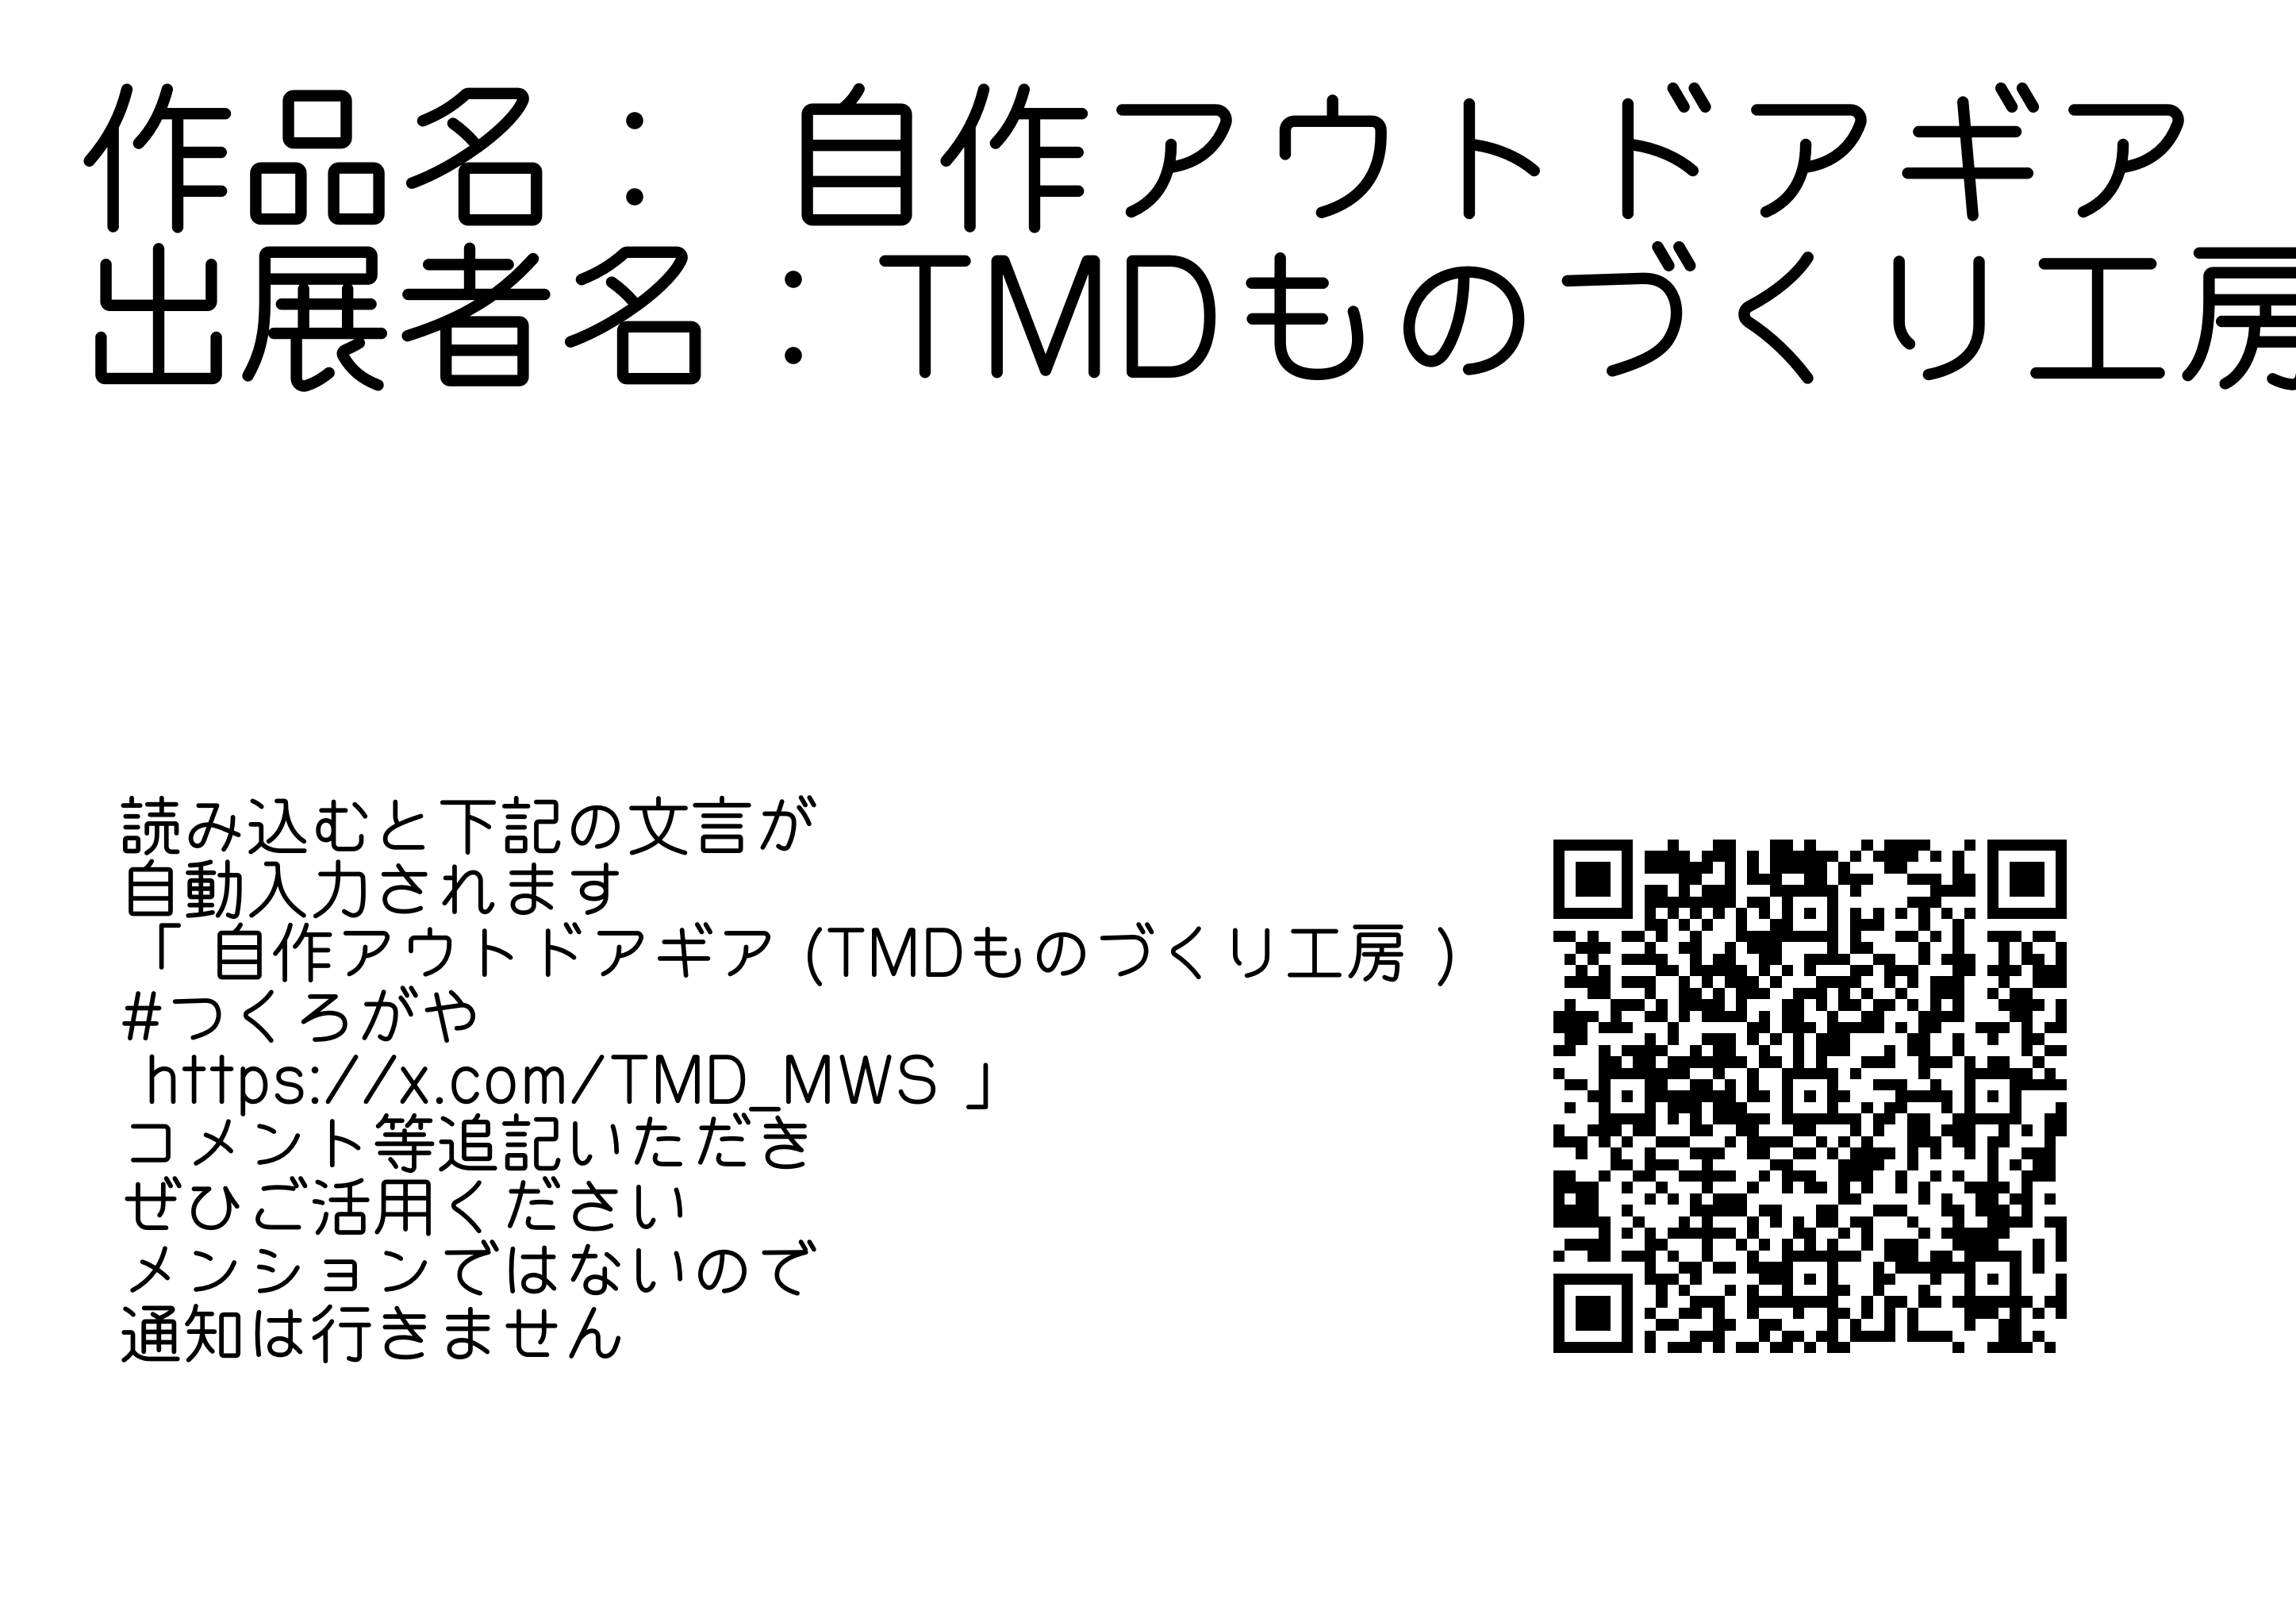 作品名： 自作アウトドアギア
出展者名：TMDものづくり工房
読み込むと下記の文言が
自動入力されます
「自作アウトドアギア（TMDものづくり工房 ）
#つくろがや
https://x.com/TMD_MWS 」
コメント等追記いただき
ぜひご活用ください
メンションではないので
通知は行きません